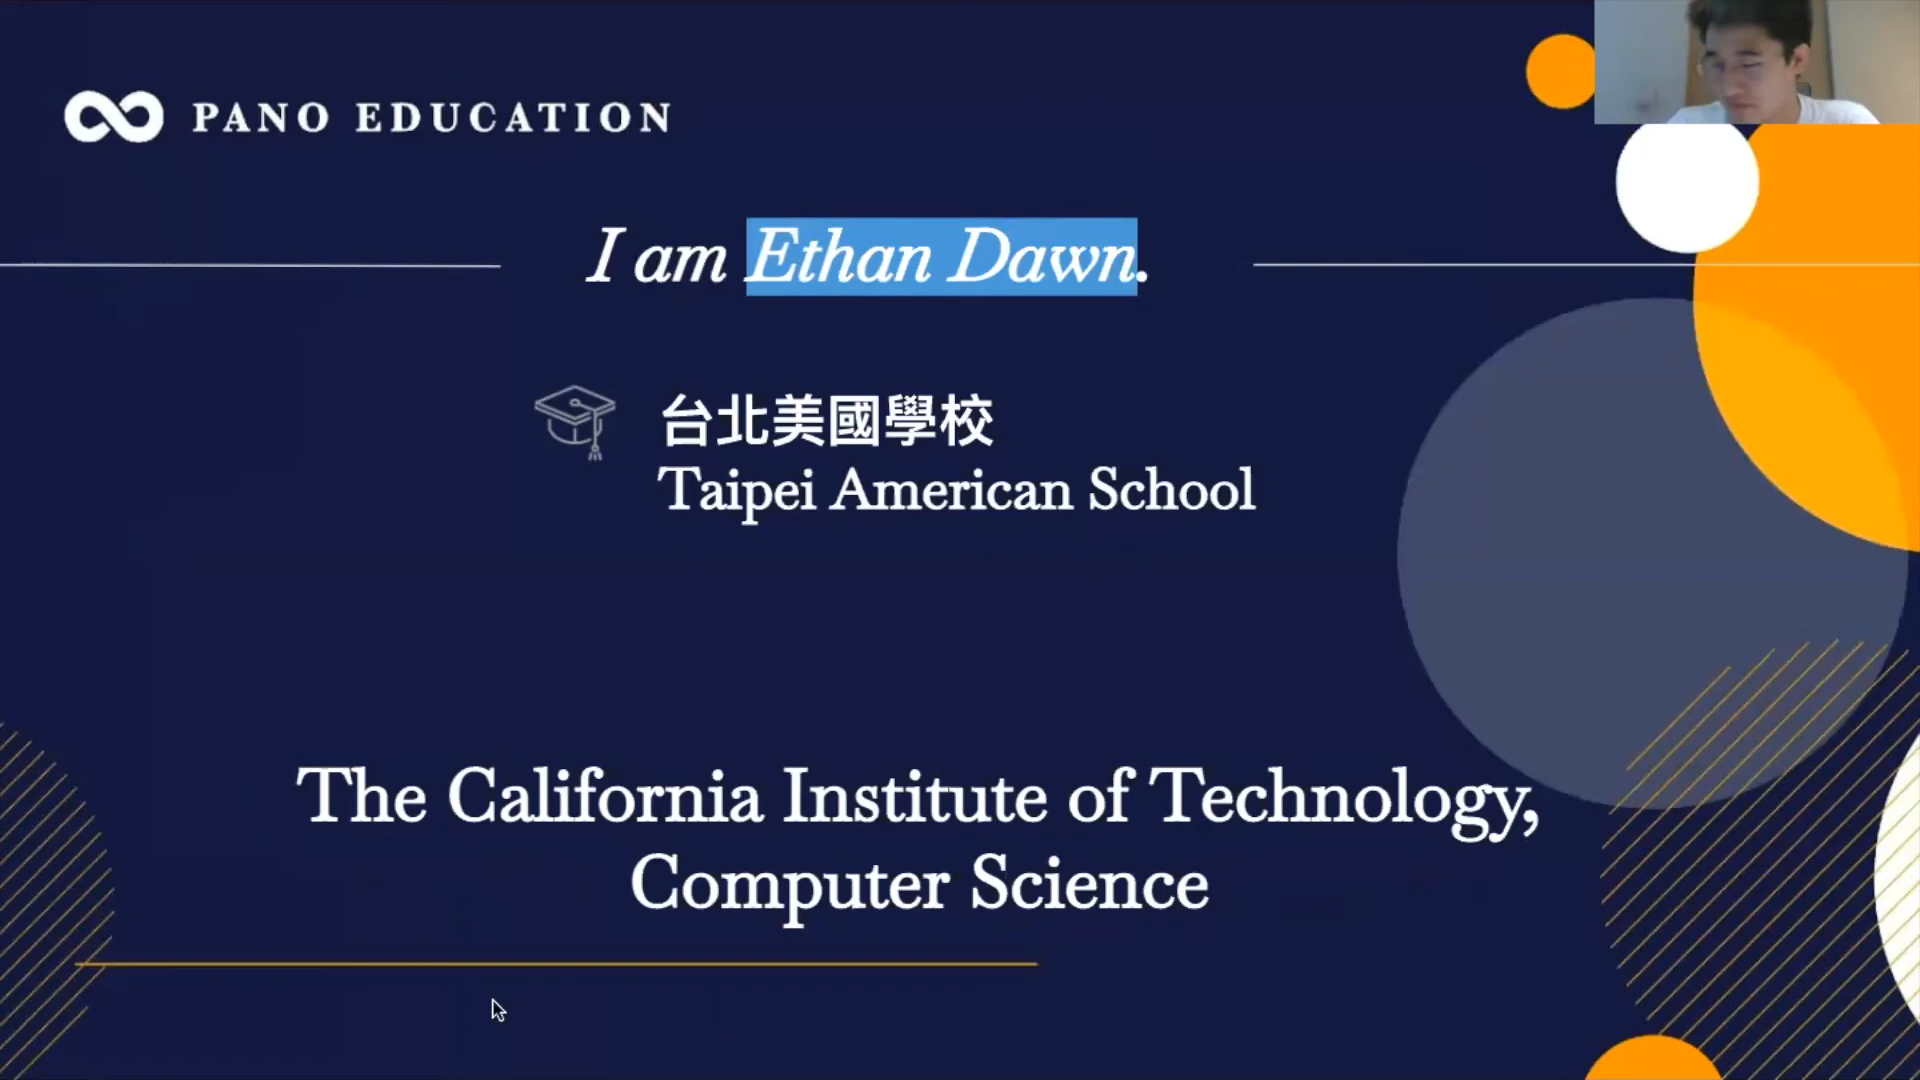 PANO EDUCATION
I am Ethan Dawn.
台北美國學校
Taipei American School
The California Institute of Technology,
Computer Science